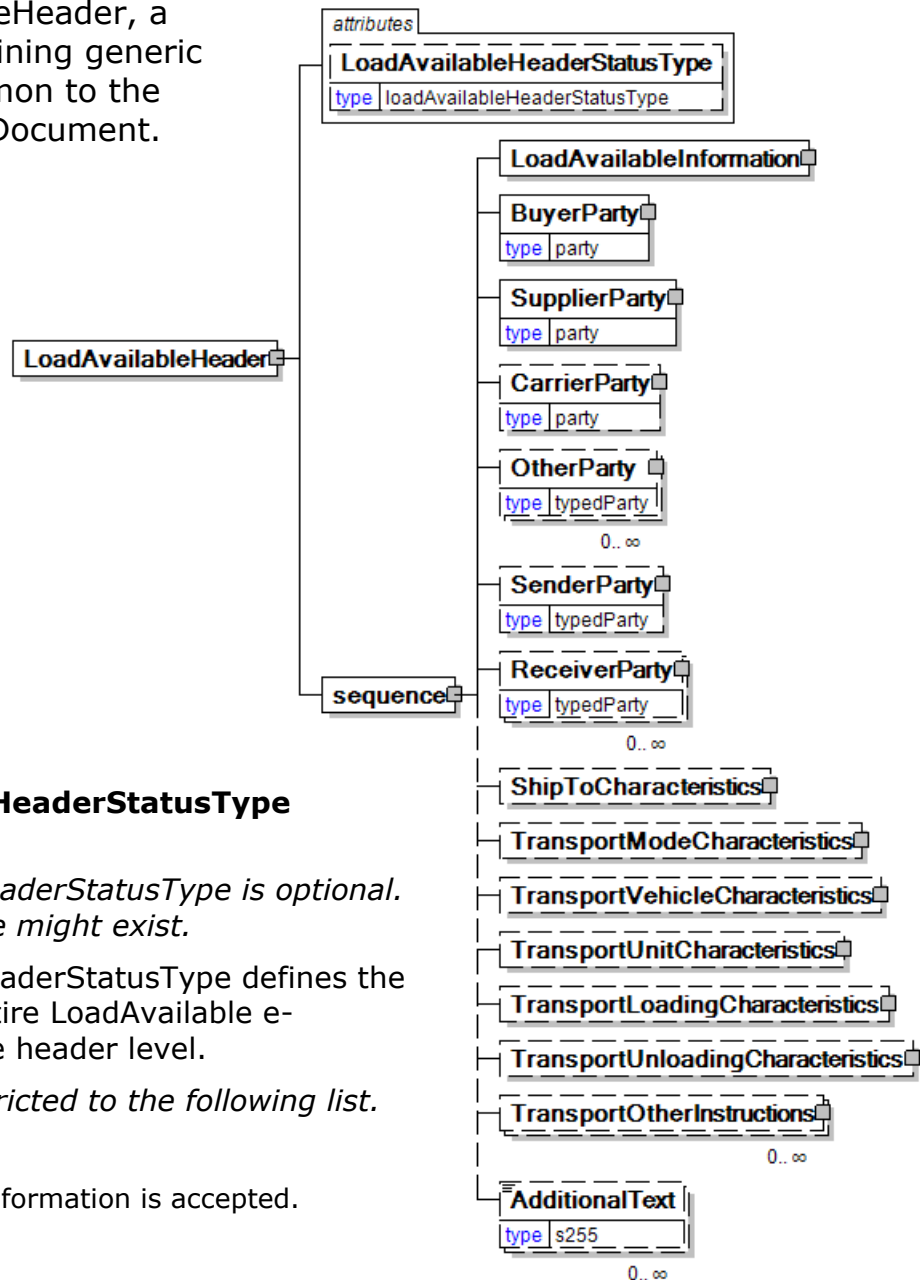 eHeader, a
ining generic
mon to the
Document.
attributes
LoadAvailableHeaderStatusType
type loadAvailableHeaderStatusType
LoadAvailableInformation
BuyerParty
type party
SupplierParty
type party
LoadAvailableHeader
CarrierParty
type party
OtherParty
type typedParty
0.. ∞
SenderParty
type typedParty
ReceiverParty
type typedParty
0.. ∞
sequence
ShipToCharacteristics
TransportModeCharacteristics
TransportVehicleCharacteristics
TransportUnitCharacteristics
TransportLoadingCharacteristics
TransportUnloadingCharacteristics
TransportOtherInstructions
0.. ∞
AdditionalText
type s255
0.. ∞
HeaderStatusType
eaderStatusType is optional.
e might exist.
eaderStatusType defines the
tire LoadAvailable e-
e header level.
ricted to the following list.
nformation is accepted.